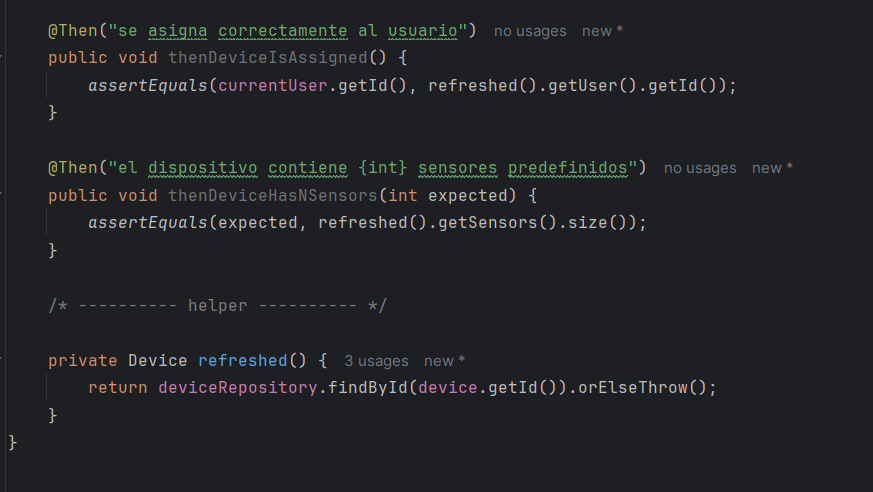 @Then("se asigna correctamente al usuario") no usages new *
public void thenDeviceIsAssigned() {
assertEquals(currentUser.getId(), refreshed().getUser().getId());
}
@Then("el dispositivo contiene {int} sensores predefinidos") no usages new *
public void thenDeviceHasNSensors(int expected) {
assertEquals(expected, refreshed().getSensors().size());
}
/* ---------- helper ---------- */
private Device refreshed() { 3 usages new *
return deviceRepository.findById(device.getId()).orElseThrow();
}
}